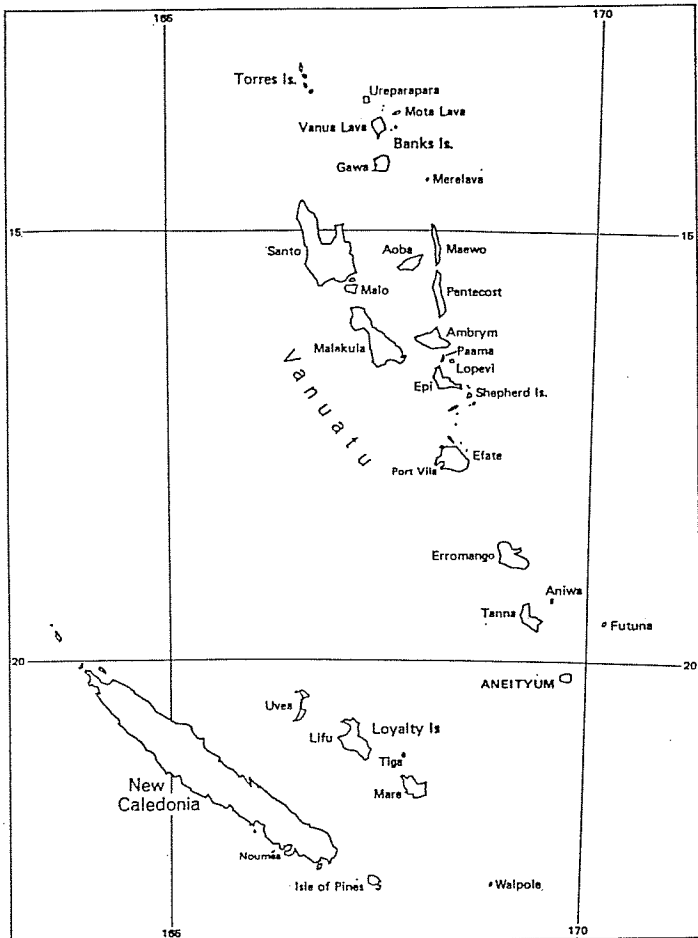 165
170
Torres Is.
Ureparapara
Mota Lava
Vanua Lava
Banks Is.
Gawa
Merelava
15
15
Santo
Aoba
Maewo
Malo
Pentecost
Ambrym
Malakula
Paama
Lopevi
Epi
Shepherd Is.
Vanuatu
Efate
Port Vila
Erromango
Aniwa
Tanna
Futuna
20
20
ANEITYUM
Uvea
Loyalty Is
Lifu
Tiga
Mare
New
Caledonia
Nouméa
Isle of Pines
Walpole
165
170